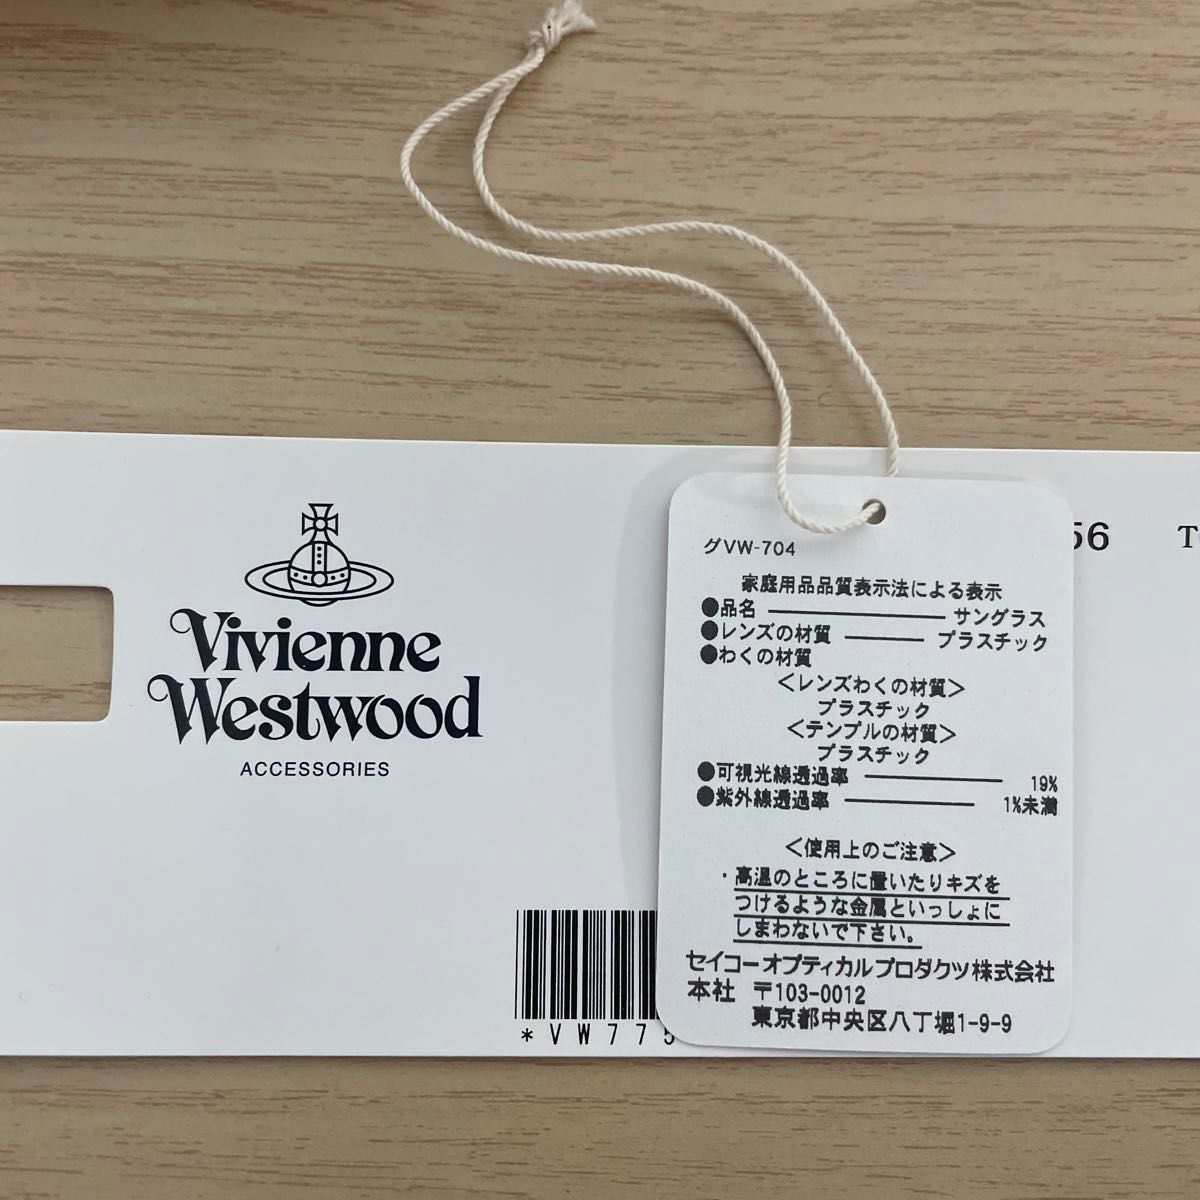 Vivienne
Westwood
ACCESSORIES
*VW775
56
グVW-704
家庭用品品質表示法による表示
●品名 サングラス
●レンズの材質 プラスチック
●わくの材質
＜レンズわくの材質＞
プラスチック
＜テンプルの材質＞
プラスチック
●可視光線透過率 19%
●紫外線透過率 1%未満
＜使用上のご注意＞
・高温のところに置いたりキズを
つけるような金属といっしょに
しまわないで下さい。
セイコーオプティカルプロダクツ株式会社
本社 〒103-0012
東京都中央区八丁堀1-9-9